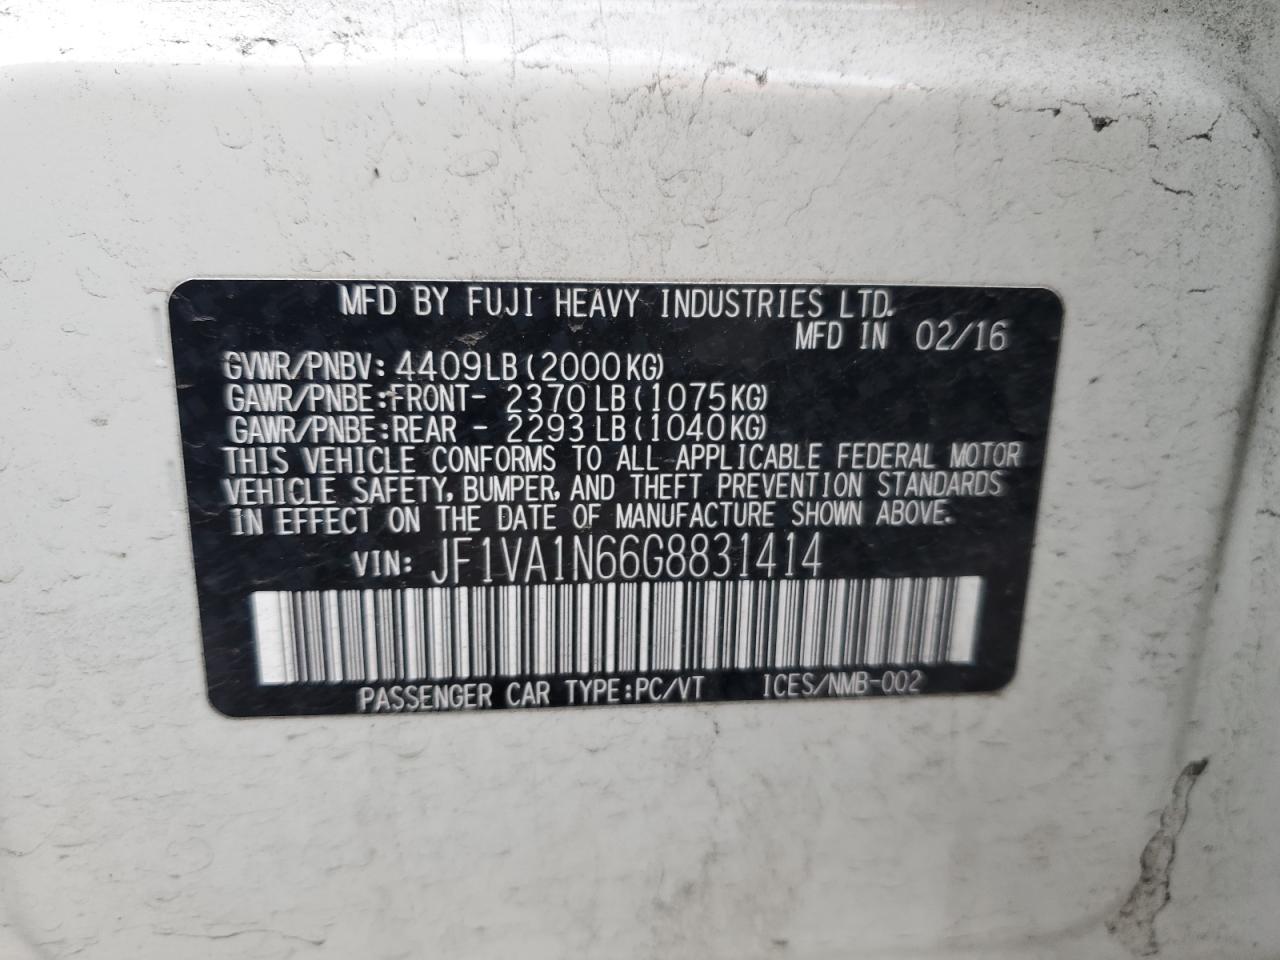 MFD BY FUJI HEAVY INDUSTRIES LTD.
MFD IN 02/16
GVWR/PNBV: 4409LB (2000KG)
GAWR/PNBE:FRONT- 2370 LB (1075KG)
GAWR/PNBE:REAR - 2293 LB (1040KG)
THIS VEHICLE CONFORMS TO ALL APPLICABLE FEDERAL MOTOR
VEHICLE SAFETY, BUMPER, AND THEFT PREVENTION STANDARDS
IN EFFECT ON THE DATE OF MANUFACTURE SHOWN ABOVE.
VIN: JF1VA1N66G8831414
PASSENGER CAR TYPE:PC/VT ICES/NMB-002